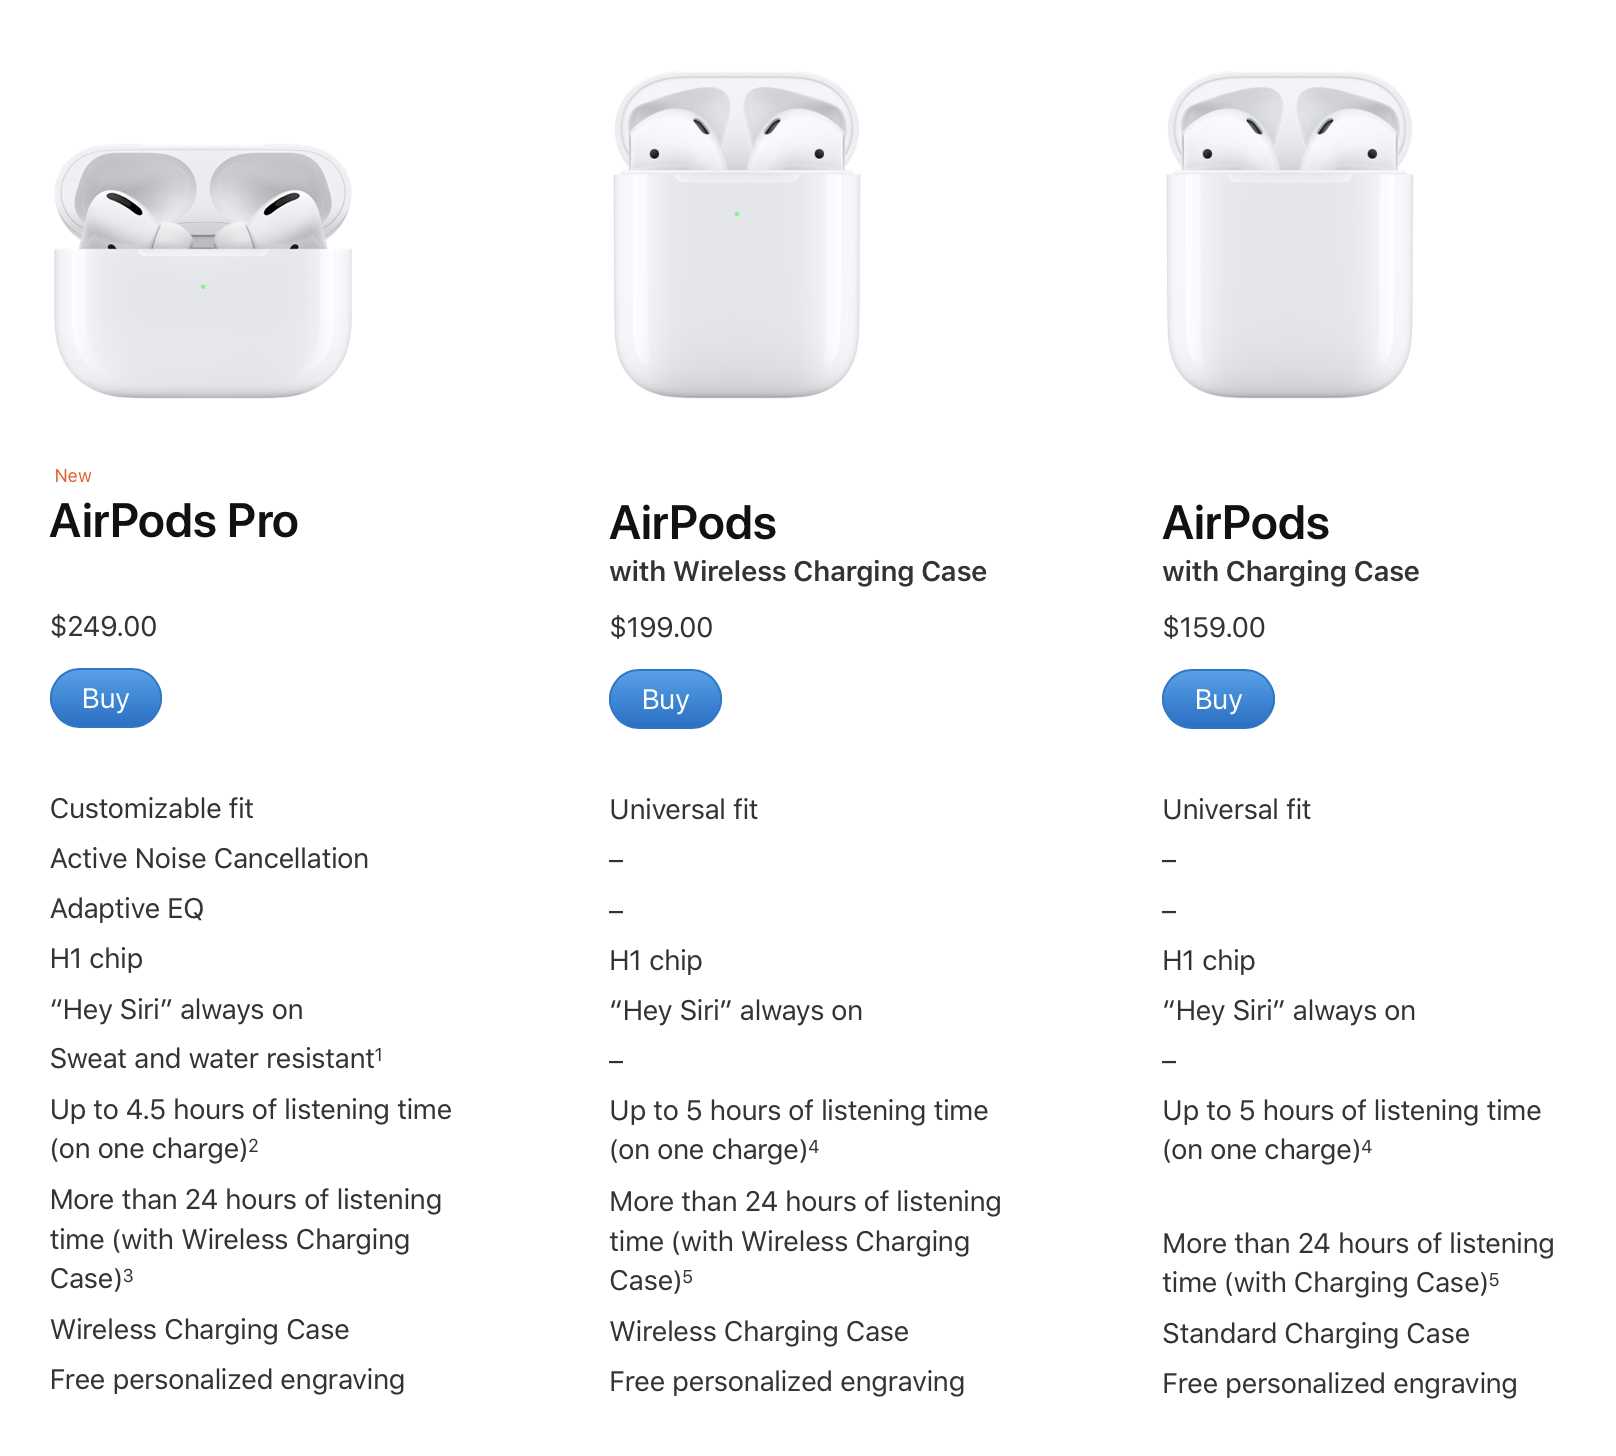 New
AirPods Pro
$249.00
Buy
Customizable fit
Active Noise Cancellation
Adaptive EQ
H1 chip
“Hey Siri” always on
Sweat and water resistant¹
Up to 4.5 hours of listening time
(on one charge)²
More than 24 hours of listening
time (with Wireless Charging
Case)³
Wireless Charging Case
Free personalized engraving
AirPods
with Wireless Charging Case
$199.00
Buy
Universal fit
–
–
H1 chip
“Hey Siri” always on
–
Up to 5 hours of listening time
(on one charge)⁴
More than 24 hours of listening
time (with Wireless Charging
Case)⁵
Wireless Charging Case
Free personalized engraving
AirPods
with Charging Case
$159.00
Buy
Universal fit
–
–
H1 chip
“Hey Siri” always on
–
Up to 5 hours of listening time
(on one charge)⁴
More than 24 hours of listening
time (with Charging Case)⁵
Standard Charging Case
Free personalized engraving